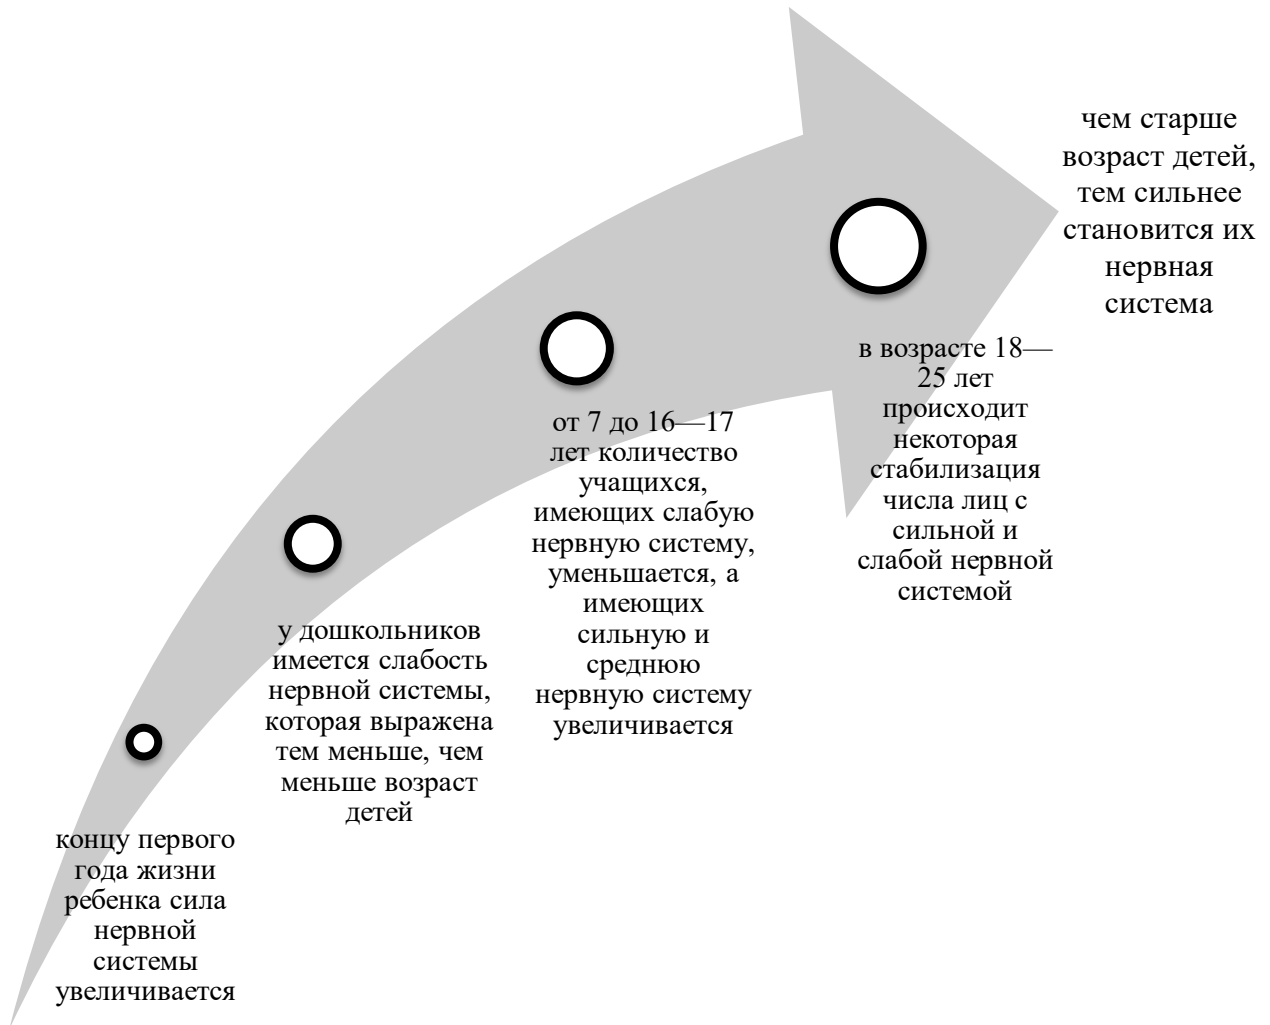 концу первого
года жизни
ребенка сила
нервной
системы
увеличивается
у дошкольников
имеется слабость
нервной системы,
которая выражена
тем меньше, чем
меньше возраст
детей
от 7 до 16—17
лет количество
учащихся,
имеющих слабую
нервную систему,
уменьшается, а
имеющих
сильную и
среднюю
нервную систему
увеличивается
в возрасте 18—
25 лет
происходит
некоторая
стабилизация
числа лиц с
сильной и
слабой нервной
системой
чем старше
возраст детей,
тем сильнее
становится их
нервная
система